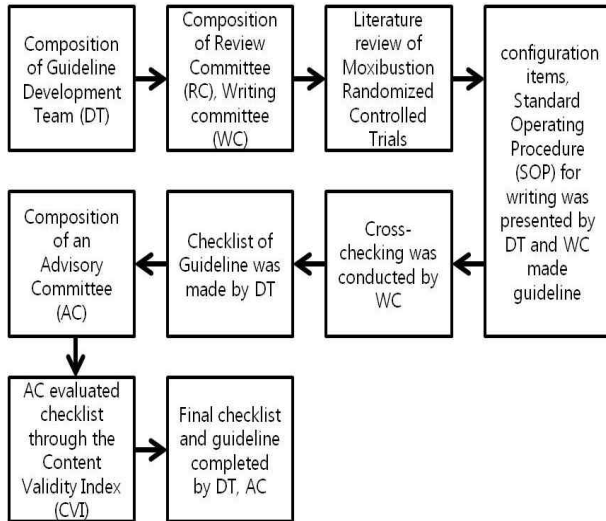 Composition
of Guideline
Development
Team (DT)
Composition
of Review
Committee
(RC), Writing
committee
(WC)
Literature
review of
Moxibustion
Randomized
Controlled
Trials
configuration
items,
Standard
Operating
Procedure
(SOP) for
writing was
presented by
DT and WC
made
guideline
Cross-
checking was
conducted by
WC
Checklist of
Guideline was
made by DT
Composition
of an
Advisory
Committee
(AC)
AC evaluated
checklist
through the
Content
Validity Index
(CVI)
Final checklist
and guideline
completed
by DT, AC